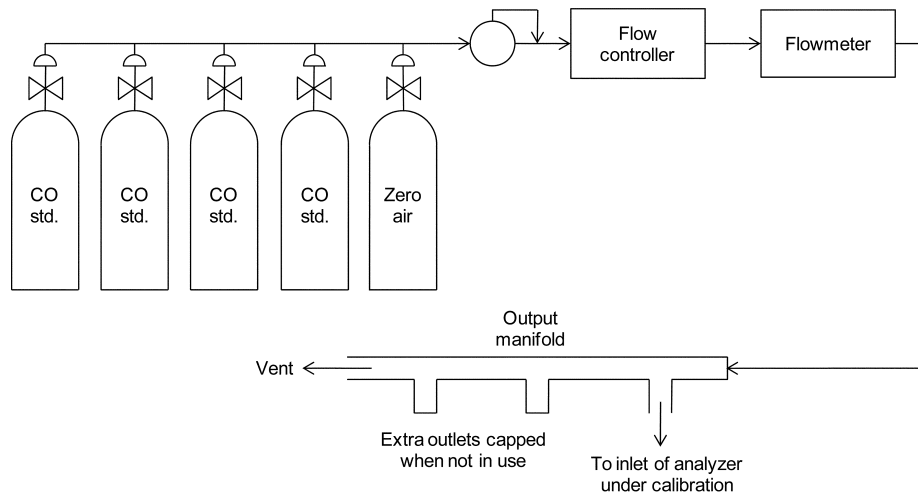 Flow
controller
Flowmeter
CO
std.
CO
std.
CO
std.
CO
std.
Zero
air
Output
manifold
Vent
Extra outlets capped
when not in use
To inlet of analyzer
under calibration